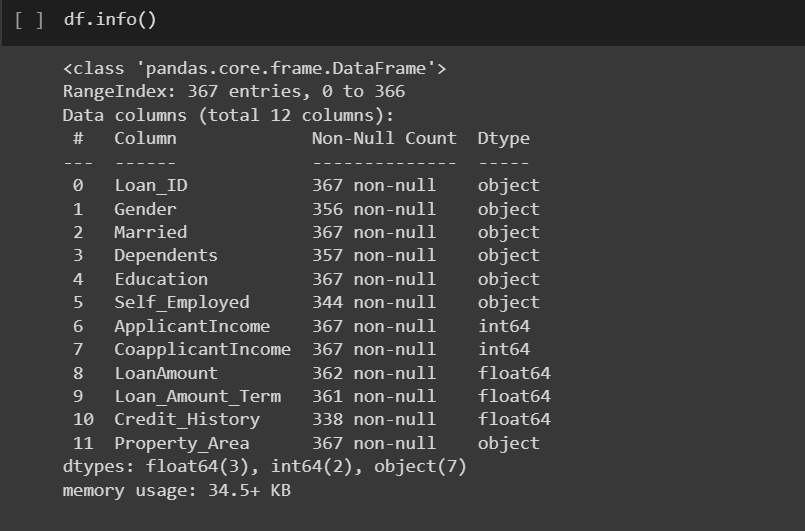 [ ] df.info()
<class 'pandas.core.frame.DataFrame'>
RangeIndex: 367 entries, 0 to 366
Data columns (total 12 columns):
 #   Column             Non-Null Count  Dtype
---  ------             --------------  -----
 0   Loan_ID            367 non-null    object
 1   Gender             356 non-null    object
 2   Married            367 non-null    object
 3   Dependents         357 non-null    object
 4   Education          367 non-null    object
 5   Self_Employed      344 non-null    object
 6   ApplicantIncome    367 non-null    int64
 7   CoapplicantIncome  367 non-null    int64
 8   LoanAmount         362 non-null    float64
 9   Loan_Amount_Term   361 non-null    float64
 10  Credit_History     338 non-null    float64
 11  Property_Area      367 non-null    object
dtypes: float64(3), int64(2), object(7)
memory usage: 34.5+ KB